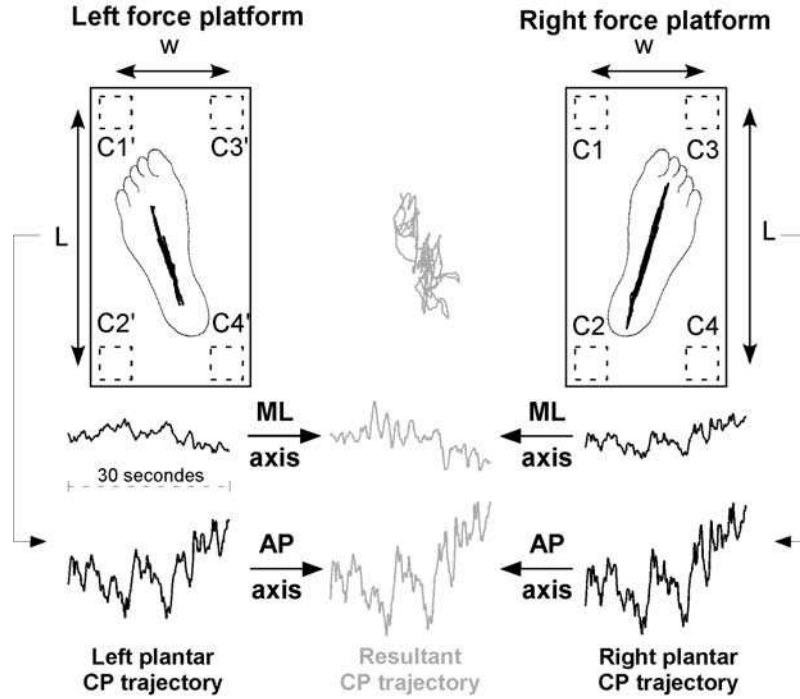 Left force platform
Right force platform
W
W
C1'
C3'
C1
C3
L
L
C2'
C4'
C2
C4
ML
axis
ML
axis
30 secondes
AP
axis
AP
axis
Left plantar
CP trajectory
Resultant
CP trajectory
Right plantar
CP trajectory